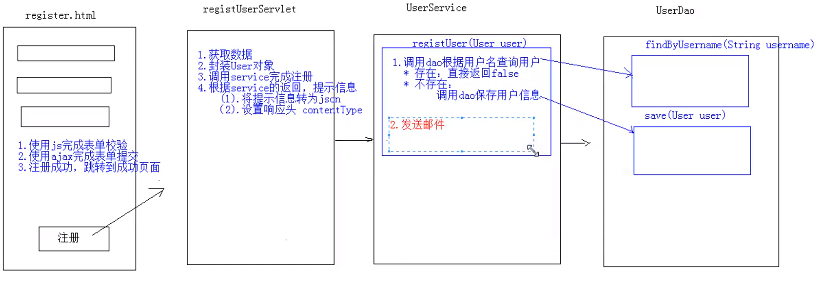 register.html
1.使用js完成表单校验
2.使用ajax完成表单提交
3.注册成功，跳转到成功页面
注册
registUserServlet
1.获取数据
2.封装User对象
3.调用service完成注册
4.根据service的返回，提示信息
(1).将提示信息转为json
(2).设置响应头 contentType
UserService
registUser(User user)
1.调用dao根据用户名查询用户
* 存在：直接返回false
* 不存在：
调用dao保存用户信息
2.发送邮件
UserDao
findByUsername(String username)
save(User user)